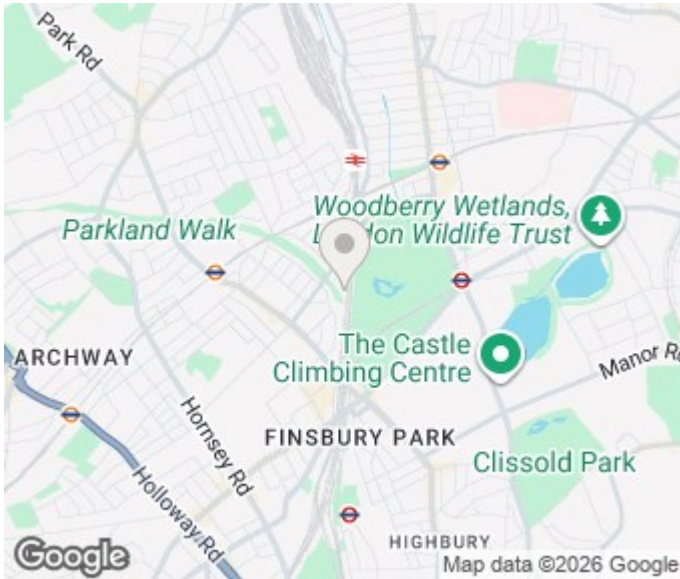 Park Rd
Woodberry Wetlands,
London Wildlife Trust
Parkland Walk
The Castle
Climbing Centre
ARCHWAY
Manor Rd
Hornsey Rd
FINSBURY PARK
Clissold Park
Holloway Rd
HIGHBURY
Google
Map data ©2026 Google